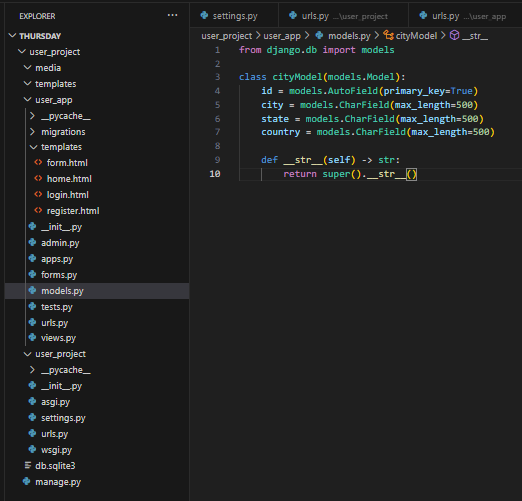 EXPLORER
THURSDAY
user_project
media
templates
user_app
__pycache__
migrations
templates
form.html
home.html
login.html
register.html
__init__.py
admin.py
apps.py
forms.py
models.py
tests.py
urls.py
views.py
user_project
__pycache__
__init__.py
asgi.py
settings.py
urls.py
wsgi.py
db.sqlite3
manage.py
settings.py urls.py ...\user_project urls.py ...\user_app
user_project > user_app > models.py > cityModel > __str__
1 from django.db import models
2
3 class cityModel(models.Model):
4     id = models.AutoField(primary_key=True)
5     city = models.CharField(max_length=500)
6     state = models.CharField(max_length=500)
7     country = models.CharField(max_length=500)
8
9     def __str__(self) -> str:
10         return super().__str__()